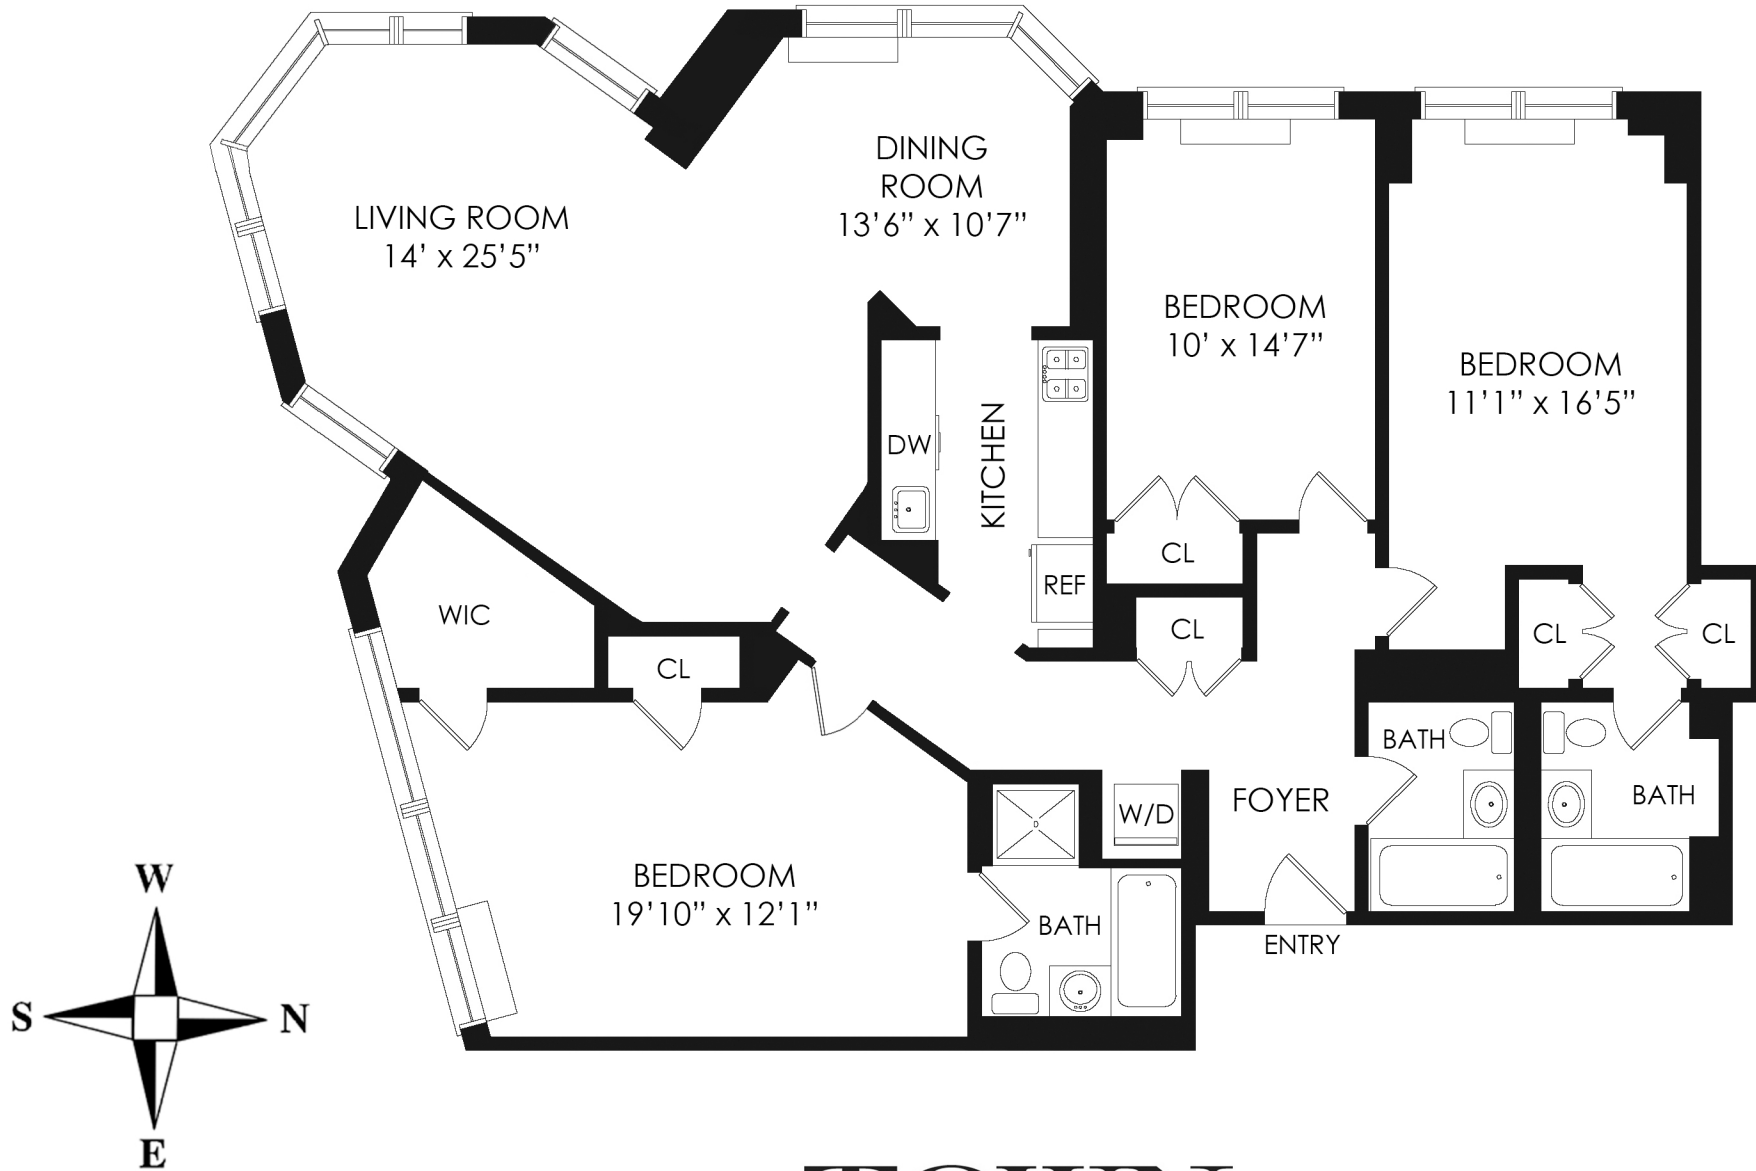 LIVING ROOM
14’ x 25’5”
DINING
ROOM
13’6” x 10’7”
BEDROOM
10’ x 14’7”
BEDROOM
11’1” x 16’5”
DW
KITCHEN
REF
CL
CL
CL
CL
WIC
CL
BATH
BATH
W/D
FOYER
BEDROOM
19’10” x 12’1”
BATH
ENTRY
W
S
N
E